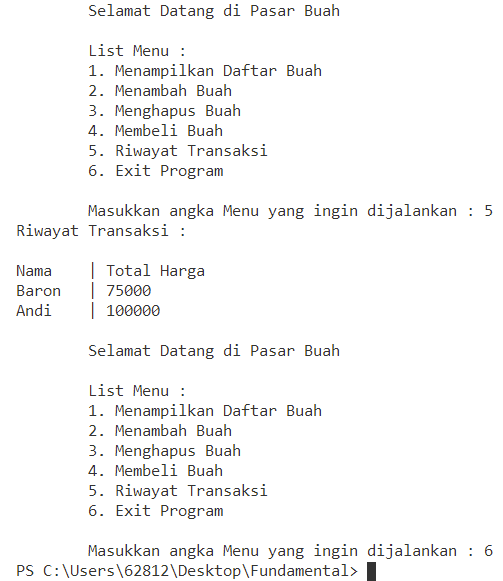 Selamat Datang di Pasar Buah
List Menu :
1. Menampilkan Daftar Buah
2. Menambah Buah
3. Menghapus Buah
4. Membeli Buah
5. Riwayat Transaksi
6. Exit Program
Masukkan angka Menu yang ingin dijalankan : 5
Riwayat Transaksi :
Nama | Total Harga
Baron | 75000
Andi | 100000
Selamat Datang di Pasar Buah
List Menu :
1. Menampilkan Daftar Buah
2. Menambah Buah
3. Menghapus Buah
4. Membeli Buah
5. Riwayat Transaksi
6. Exit Program
Masukkan angka Menu yang ingin dijalankan : 6
PS C:\Users\62812\Desktop\Fundamental>